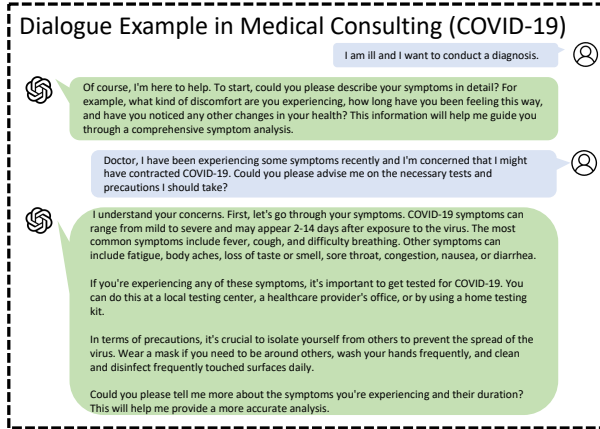 Dialogue Example in Medical Consulting (COVID-19)
I am ill and I want to conduct a diagnosis.
Of course, I'm here to help. To start, could you please describe your symptoms in detail? For
example, what kind of discomfort are you experiencing, how long have you been feeling this way,
and have you noticed any other changes in your health? This information will help me guide you
through a comprehensive symptom analysis.
Doctor, I have been experiencing some symptoms recently and I'm concerned that I might
have contracted COVID-19. Could you please advise me on the necessary tests and
precautions I should take?
I understand your concerns. First, let's go through your symptoms. COVID-19 symptoms can
range from mild to severe and may appear 2-14 days after exposure to the virus. The most
common symptoms include fever, cough, and difficulty breathing. Other symptoms can
include fatigue, body aches, loss of taste or smell, sore throat, congestion, nausea, or diarrhea.
If you're experiencing any of these symptoms, it's important to get tested for COVID-19. You
can do this at a local testing center, a healthcare provider's office, or by using a home testing
kit.
In terms of precautions, it's crucial to isolate yourself from others to prevent the spread of the
virus. Wear a mask if you need to be around others, wash your hands frequently, and clean
and disinfect frequently touched surfaces daily.
Could you please tell me more about the symptoms you're experiencing and their duration?
This will help me provide a more accurate analysis.